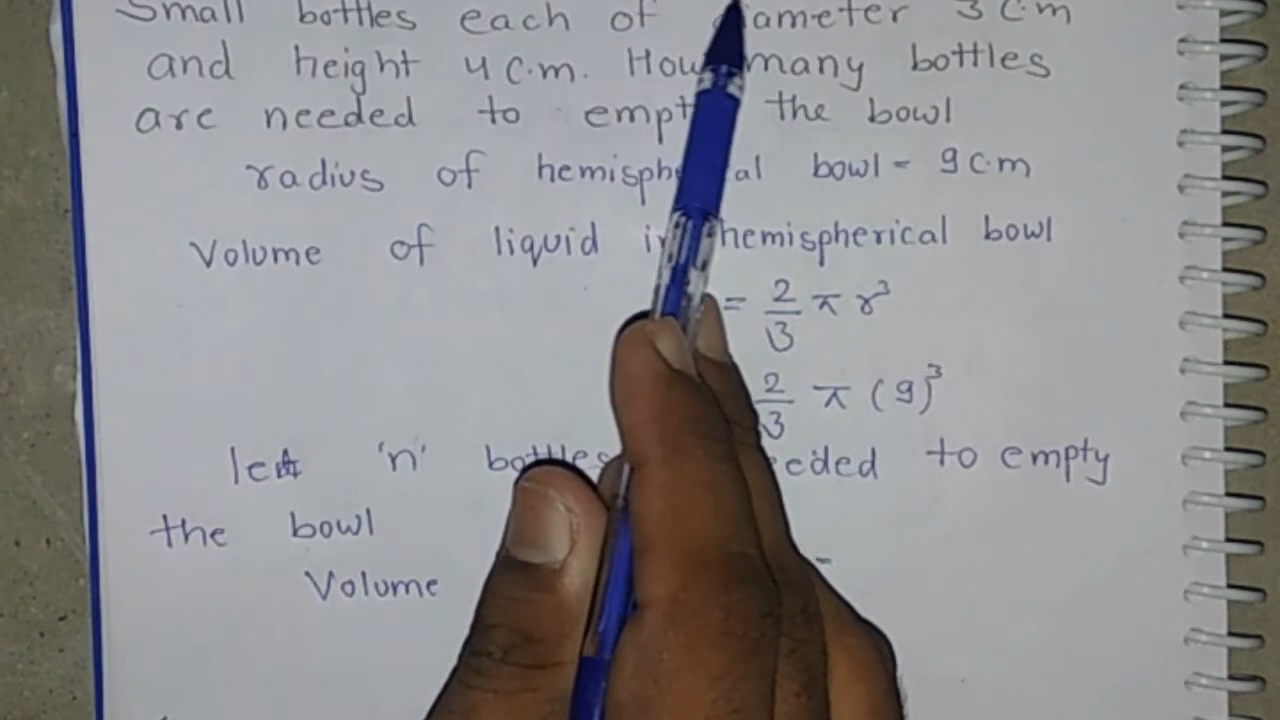 Small bottles each of diameter 3 cm
and height 4 c.m. How many bottles
are needed to empt the bowl
radius of hemisph al bowl = 9 c.m
Volume of liquid in hemispherical bowl
= 2/3 π r³
2/3 π (9)³
let 'n' bottles eded to empty
the bowl
Volume -